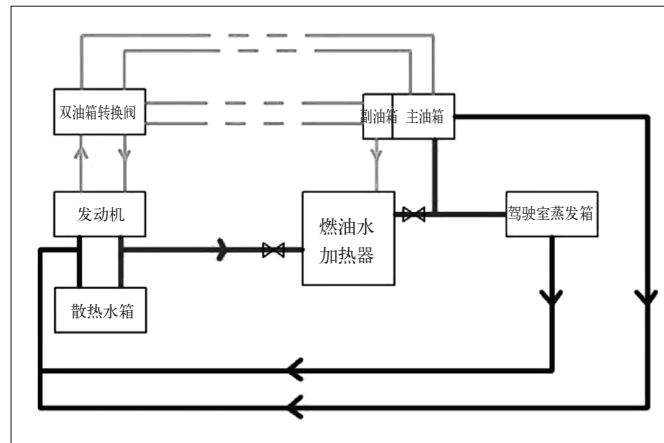 双油箱转换阀
副油箱
主油箱
发动机
燃油水
加热器
驾驶室蒸发箱
散热水箱